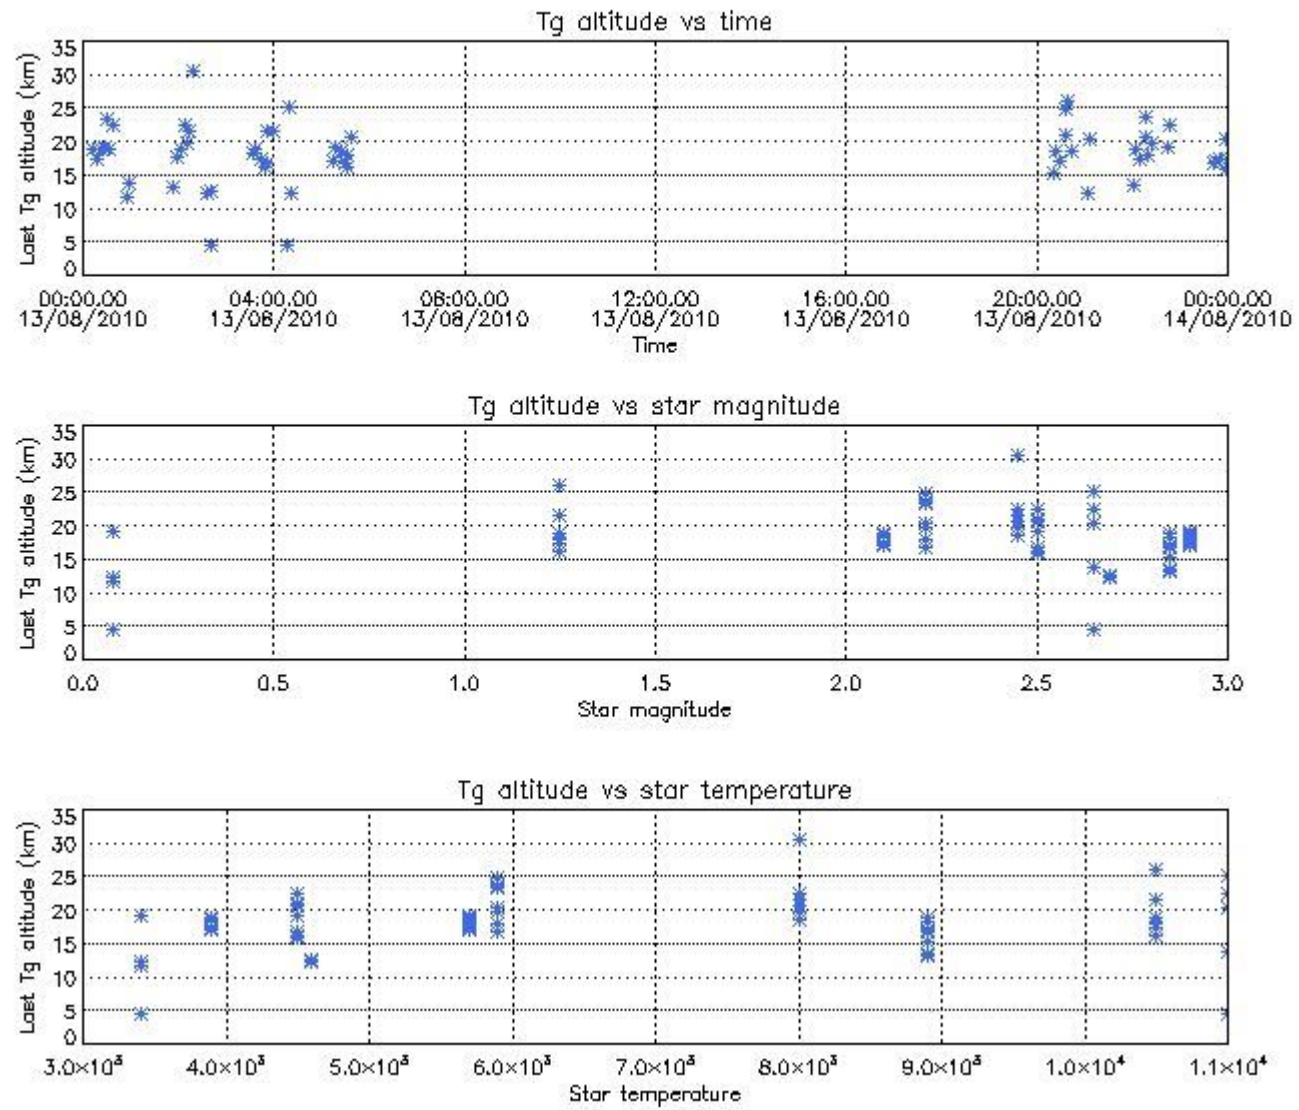 Tg altitude vs time
Last Tg altitude (km)
35
30
25
20
15
10
5
0
00:00.00 04:00.00 08:00.00 12:00.00 16:00.00 20:00.00 00:00.00
13/08/2010 13/08/2010 13/08/2010 13/08/2010 13/08/2010 13/08/2010 14/08/2010
Time
Tg altitude vs star magnitude
Last Tg altitude (km)
35
30
25
20
15
10
5
0
0.0 0.5 1.0 1.5 2.0 2.5 3.0
Star magnitude
Tg altitude vs star temperature
Last Tg altitude (km)
35
30
25
20
15
10
5
0
3.0×10³ 4.0×10³ 5.0×10³ 6.0×10³ 7.0×10³ 8.0×10³ 9.0×10³ 1.0×10⁴ 1.1×10⁴
Star temperature